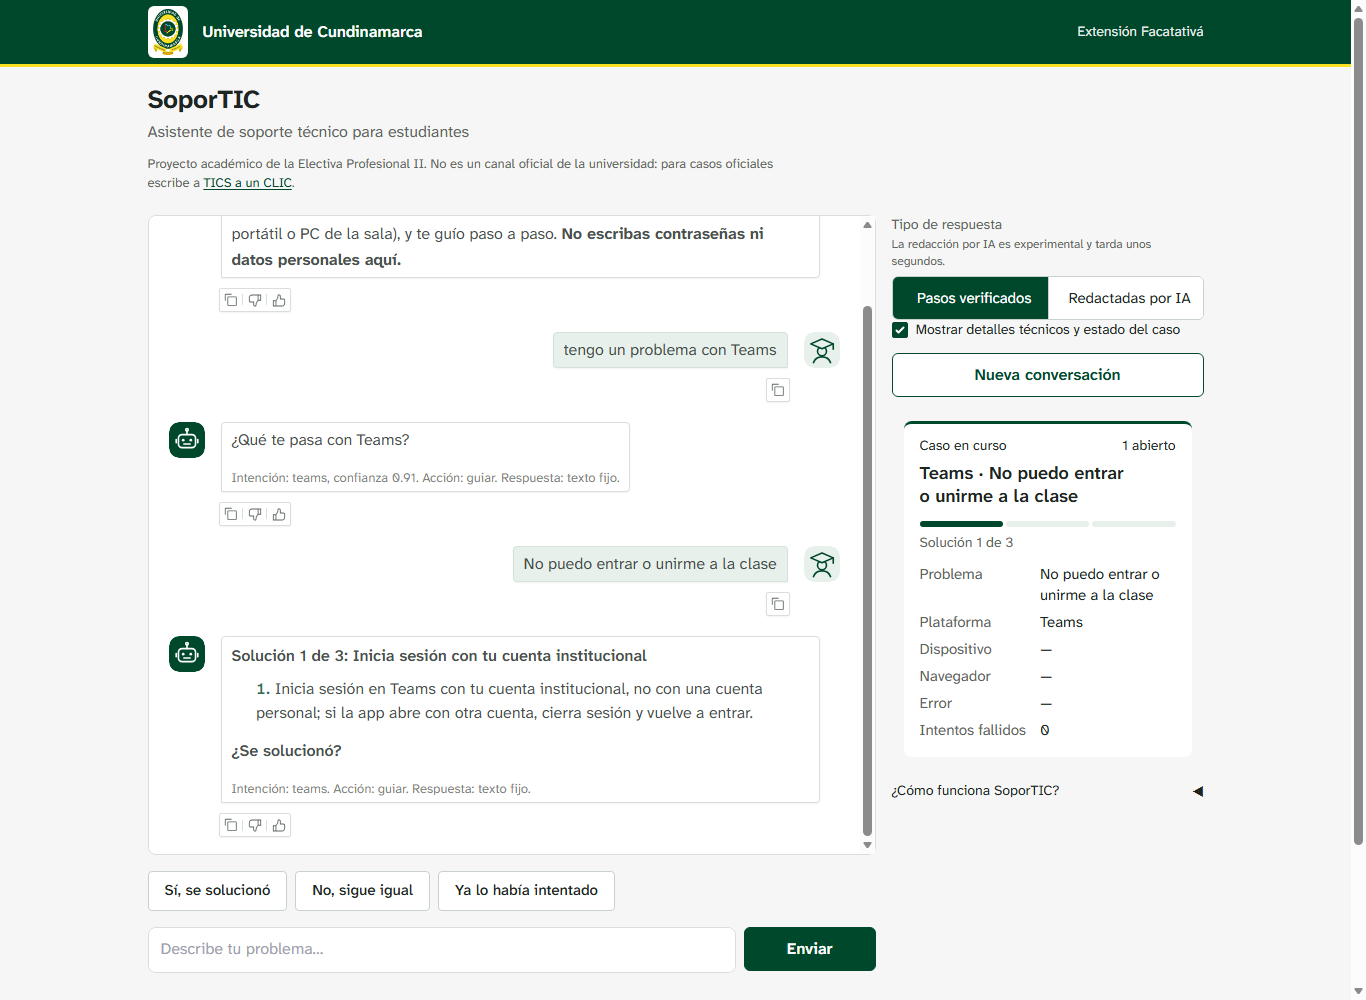 Universidad de Cundinamarca
Extensión Facatativá
SoporTIC
Asistente de soporte técnico para estudiantes
Proyecto académico de la Electiva Profesional II. No es un canal oficial de la universidad: para casos oficiales
escribe a TICS a un CLIC.
portátil o PC de la sala), y te guío paso a paso. No escribas contraseñas ni
datos personales aquí.
tengo un problema con Teams
¿Qué te pasa con Teams?
Intención: teams, confianza 0.91. Acción: guiar. Respuesta: texto fijo.
No puedo entrar o unirme a la clase
Solución 1 de 3: Inicia sesión con tu cuenta institucional
1. Inicia sesión en Teams con tu cuenta institucional, no con una cuenta
personal; si la app abre con otra cuenta, cierra sesión y vuelve a entrar.
¿Se solucionó?
Intención: teams. Acción: guiar. Respuesta: texto fijo.
Sí, se solucionó
No, sigue igual
Ya lo había intentado
Describe tu problema...
Enviar
Tipo de respuesta
La redacción por IA es experimental y tarda unos
segundos.
Pasos verificados
Redactadas por IA
Mostrar detalles técnicos y estado del caso
Nueva conversación
Caso en curso
1 abierto
Teams · No puedo entrar
o unirme a la clase
Solución 1 de 3
Problema No puedo entrar o
unirme a la clase
Plataforma Teams
Dispositivo —
Navegador —
Error —
Intentos fallidos 0
¿Cómo funciona SoporTIC?